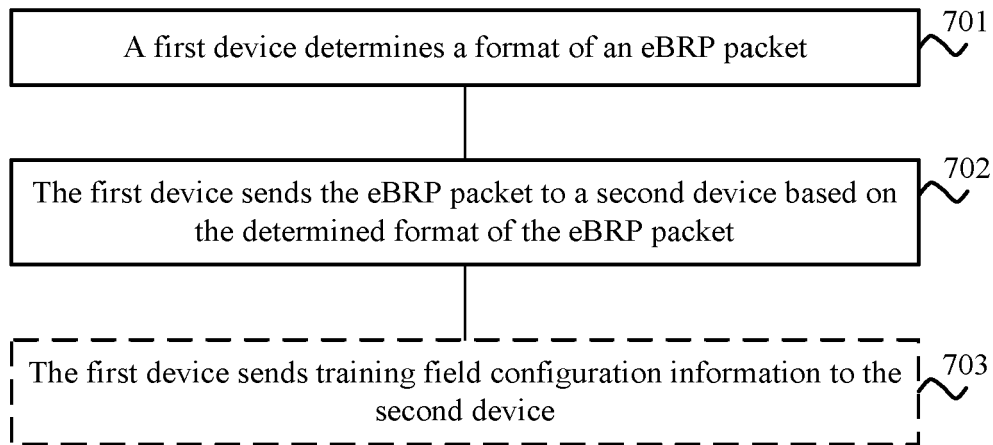 701
A first device determines a format of an eBRP packet
702
The first device sends the eBRP packet to a second device based on
the determined format of the eBRP packet
703
The first device sends training field configuration information to the
second device